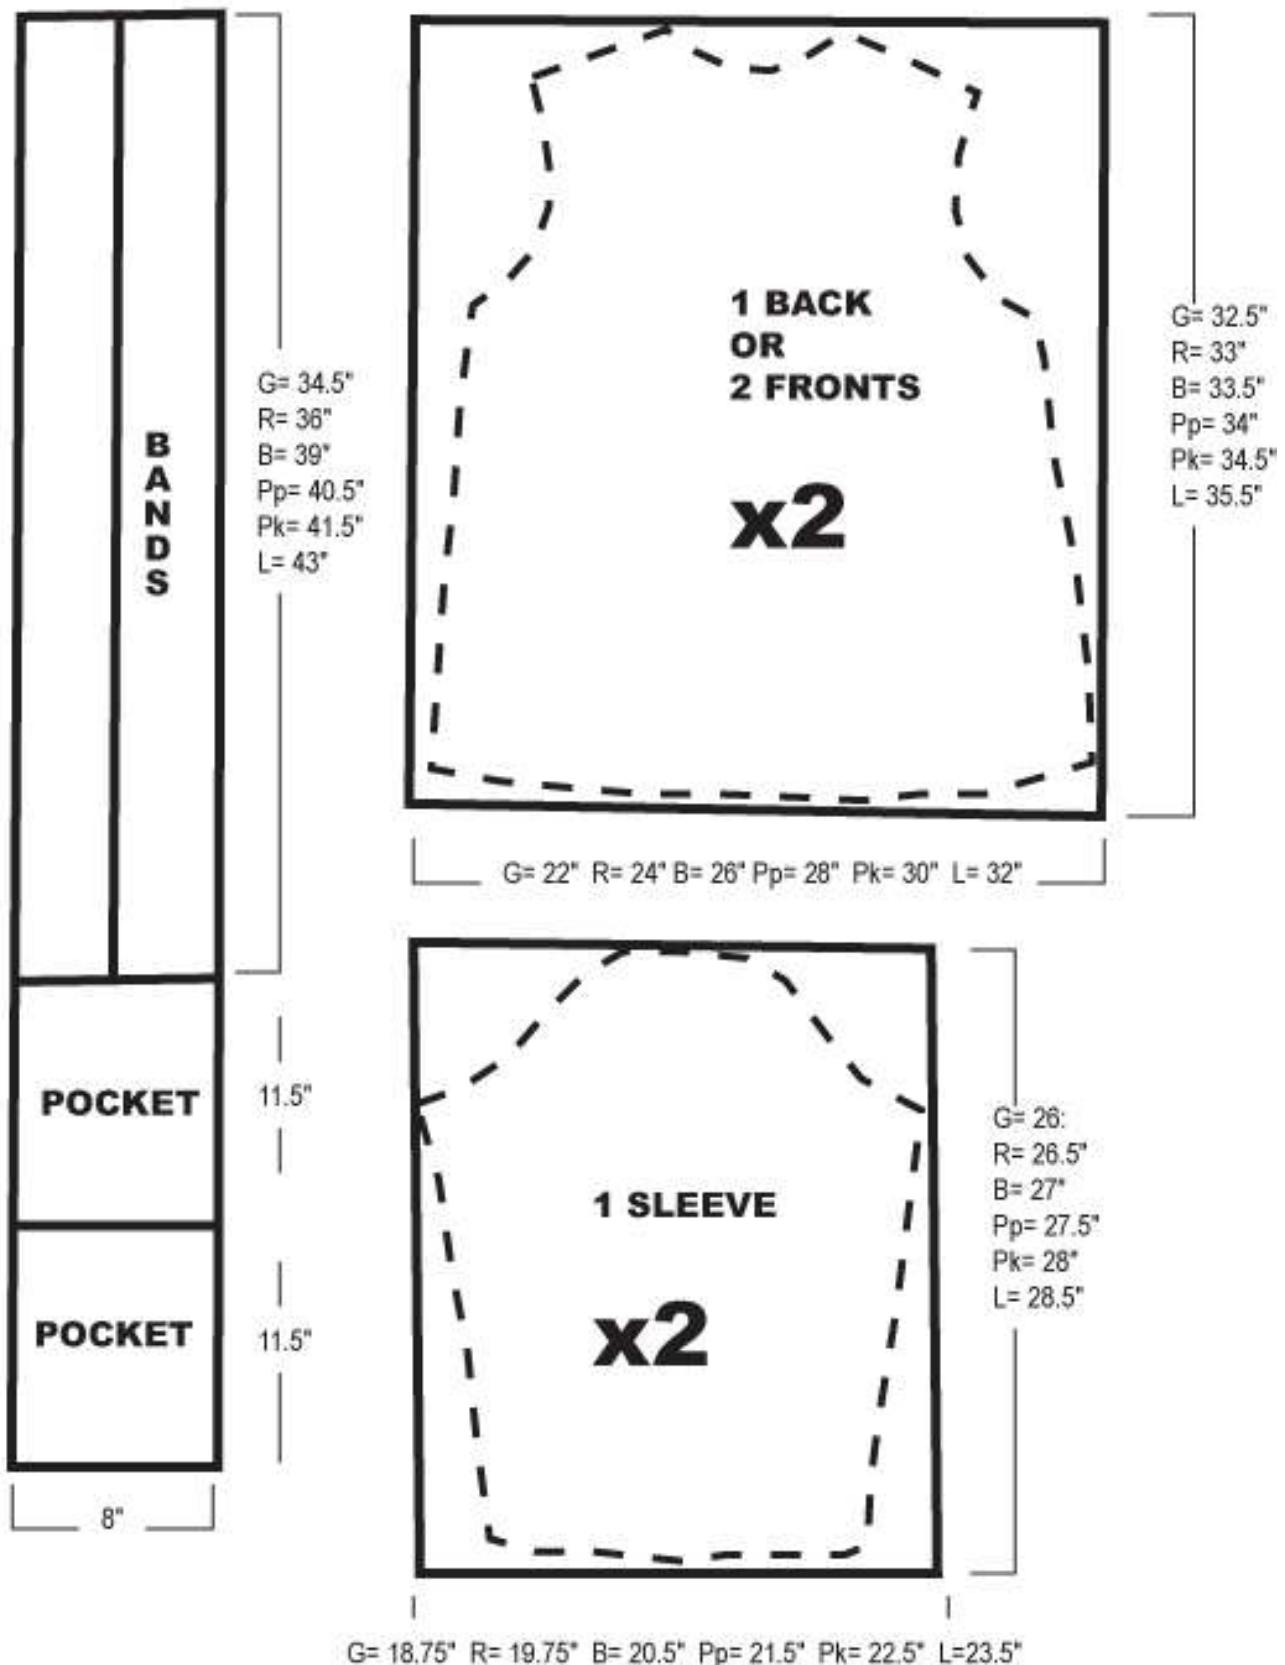 B
A
N
D
S
G= 34.5"
R= 36"
B= 39"
Pp= 40.5"
Pk= 41.5"
L= 43"
POCKET
11.5"
POCKET
11.5"
8"
1 BACK
OR
2 FRONTS
x2
G= 32.5"
R= 33"
B= 33.5"
Pp= 34"
Pk= 34.5"
L= 35.5"
G= 22" R= 24" B= 26" Pp= 28" Pk= 30" L= 32"
1 SLEEVE
x2
G= 26:
R= 26.5"
B= 27"
Pp= 27.5"
Pk= 28"
L= 28.5"
G= 18.75" R= 19.75" B= 20.5" Pp= 21.5" Pk= 22.5" L=23.5"